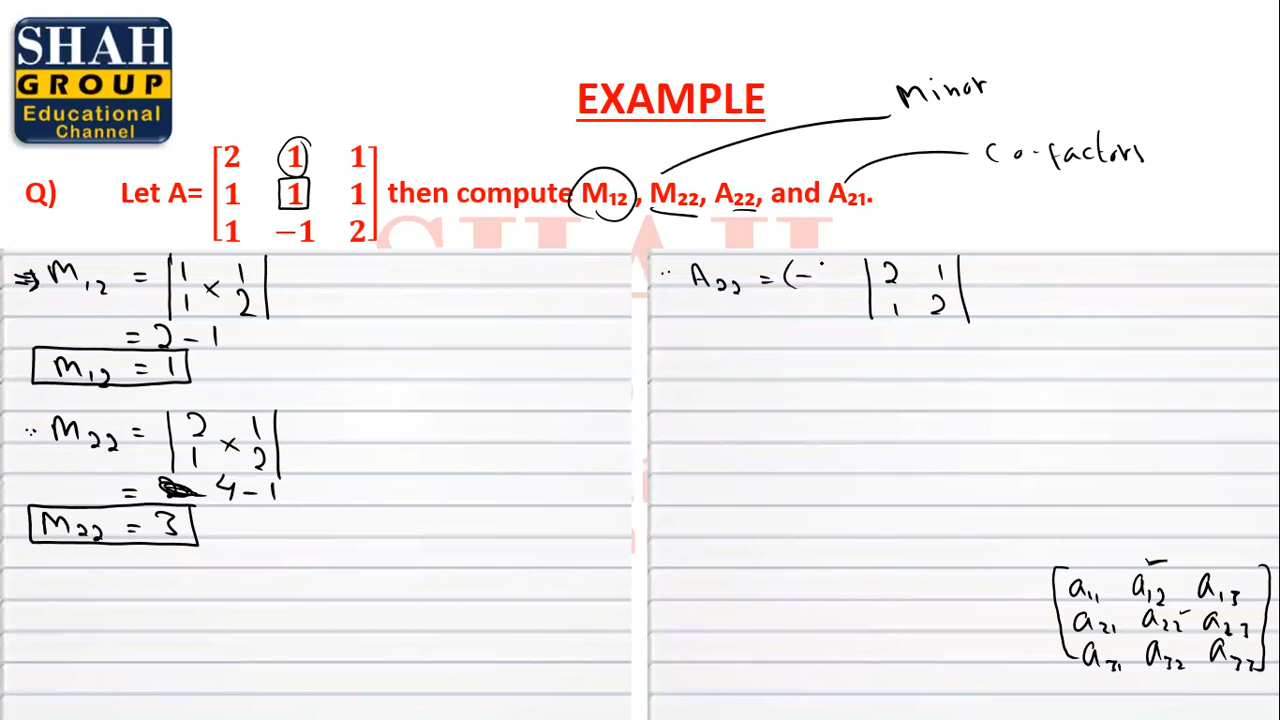 SHAH
GROUP
Educational
Channel
EXAMPLE
Minor
Co-factors
Q) Let A= [2 1 1
1 1 1
1 −1 2] then compute M₁₂, M₂₂, A₂₂, and A₂₁.
⇒ M₁₂ = |1 × 1
1 2|
= 2 - 1
M₁₂ = 1
∵ M₂₂ = |2 × 1
1 2|
= 4 - 1
M₂₂ = 3
∵ A₂₂ = (- |2 1
1 2|
[a₁₁ a₁₂ a₁₃
a₂₁ a₂₂ a₂₃
a₃₁ a₃₂ a₃₃]